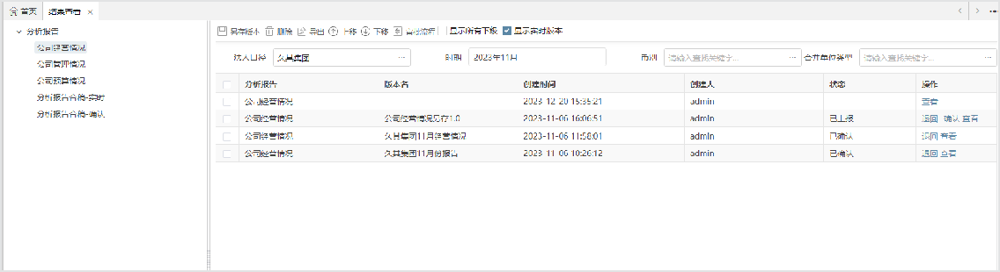 首页 结果查看
分析报告
公司经营情况
公司管理情况
公司预算情况
分析报告合稿-实时
分析报告合稿-确认
另存版本 删除 导出 上移 下移 审批流程 显示所有下级 显示实时版本
法人口径 久其集团 时期 2023年11月 币别 请输入查找关键字... 合并单位类型 请输入查找关键字...
分析报告 版本名 创建时间 创建人 状态 操作
公司经营情况 2023-12-20 15:35:21 admin 查看
公司经营情况 公司经营情况另存1.0 2023-11-06 16:06:51 admin 已上报 退回 确认 查看
公司经营情况 久其集团11月经营情况 2023-11-06 11:58:01 admin 已确认 退回 查看
公司经营情况 久其集团11月份报告 2023-11-06 10:26:12 admin 已确认 退回 查看